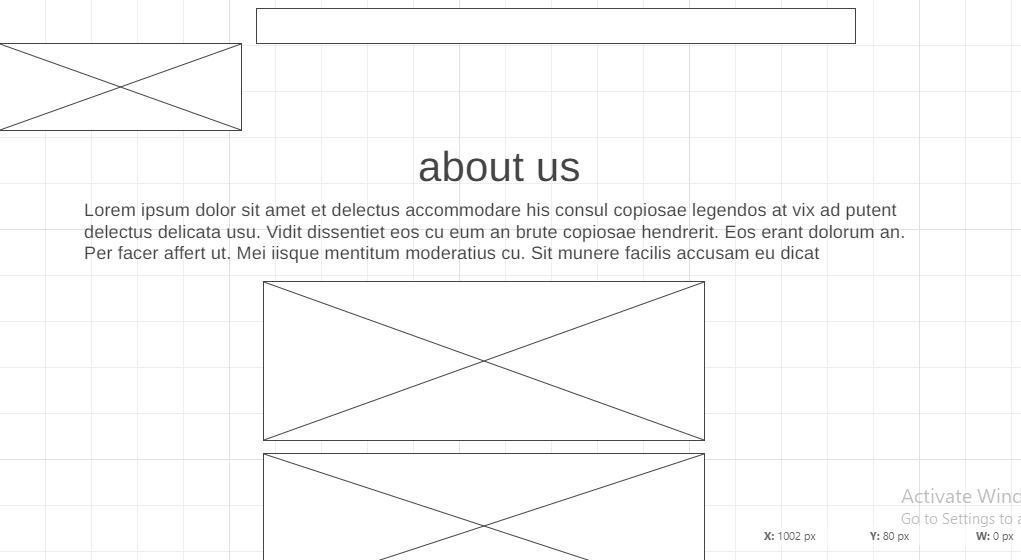 about us
Lorem ipsum dolor sit amet et delectus accommodare his consul copiosae legendos at vix ad putent
delectus delicata usu. Vidit dissentiet eos cu eum an brute copiosae hendrerit. Eos erant dolorum an.
Per facer affert ut. Mei iisque mentitum moderatius cu. Sit munere facilis accusam eu dicat
Activate Wind
Go to Settings to a
X: 1002 px Y: 80 px W: 0 px